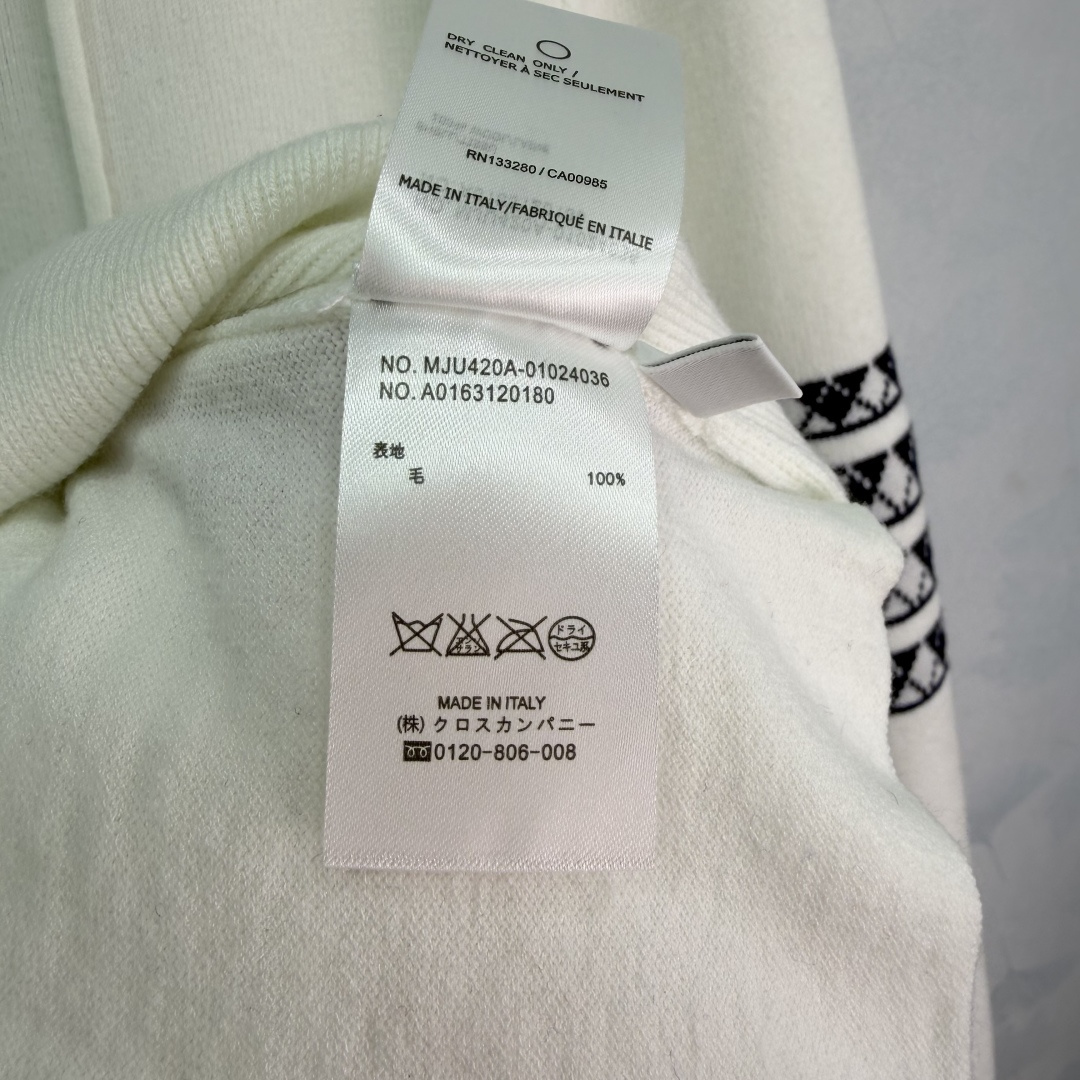 DRY CLEAN ONLY /
NETTOYER À SEC SEULEMENT
RN133280 / CA00985
MADE IN ITALY/FABRIQUÉ EN ITALIE
NO. MJU420A-01024036
NO. A0163120180
表地
毛 100%
ドライ
セキユ系
MADE IN ITALY
(株) クロスカンパニー
0120-806-008